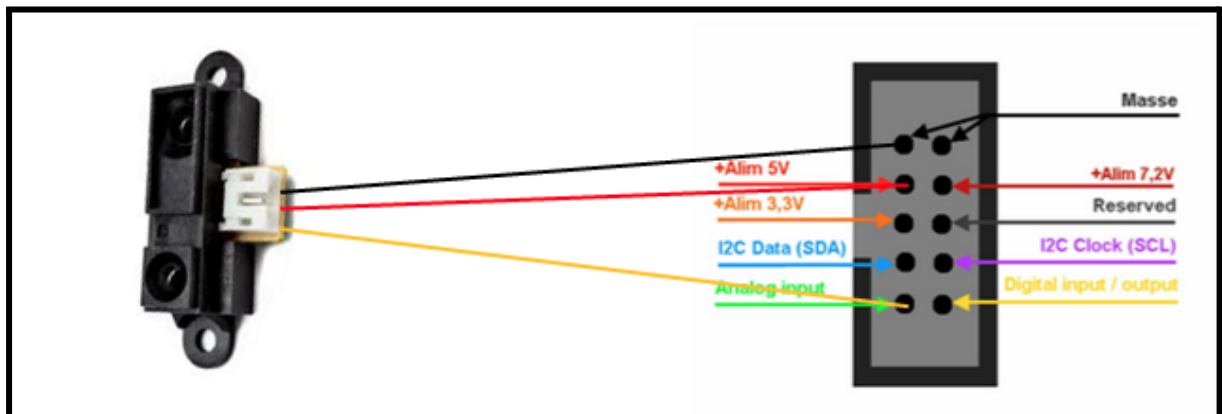 Masse
+Alim 5V
+Alim 7,2V
+Alim 3,3V
Reserved
I2C Data (SDA)
I2C Clock (SCL)
Analog input
Digital input / output